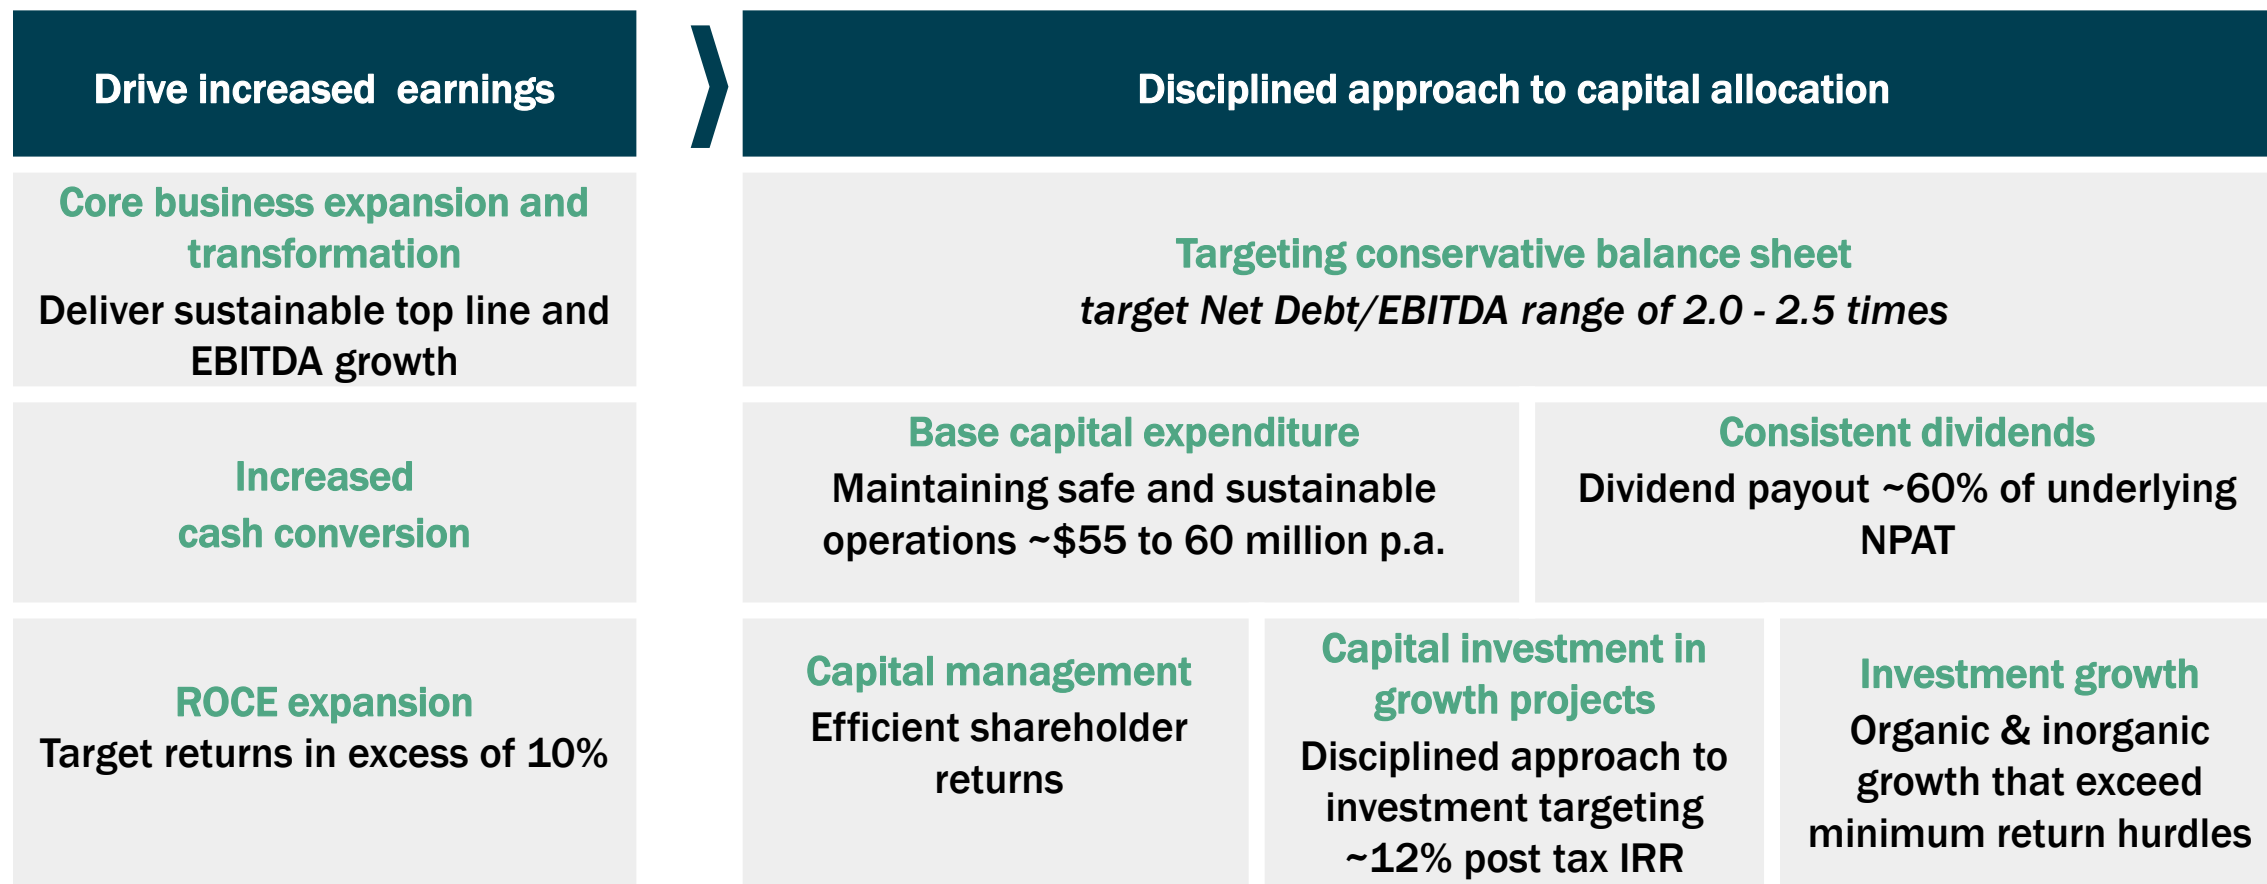 Drive increased earnings
Disciplined approach to capital allocation
Core business expansion and
transformation
Deliver sustainable top line and
EBITDA growth
Targeting conservative balance sheet
target Net Debt/EBITDA range of 2.0 - 2.5 times
Increased
cash conversion
Base capital expenditure
Maintaining safe and sustainable
operations ~$55 to 60 million p.a.
Consistent dividends
Dividend payout ~60% of underlying
NPAT
ROCE expansion
Target returns in excess of 10%
Capital management
Efficient shareholder
returns
Capital investment in
growth projects
Disciplined approach to
investment targeting
~12% post tax IRR
Investment growth
Organic & inorganic
growth that exceed
minimum return hurdles